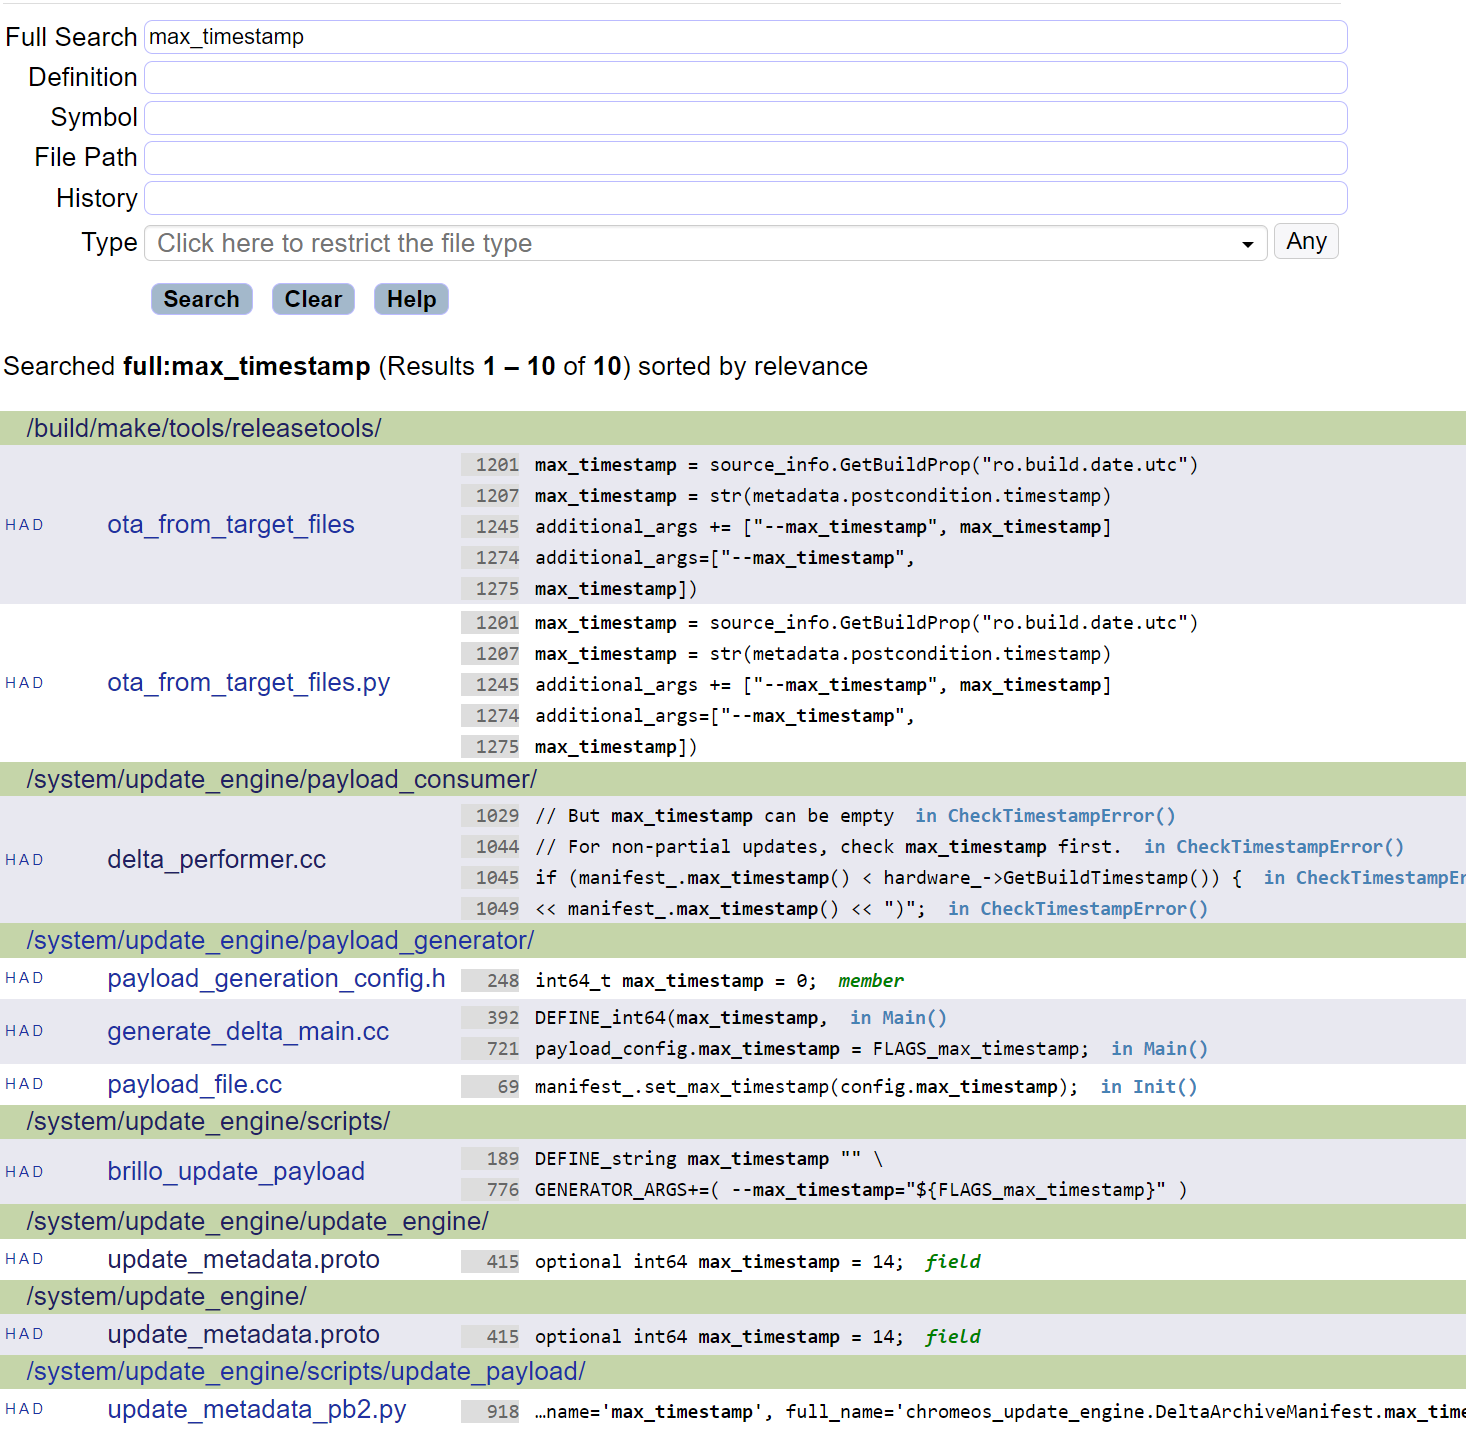 Full Search max_timestamp
Definition
Symbol
File Path
History
Type Click here to restrict the file type Any
Search Clear Help
Searched full:max_timestamp (Results 1 – 10 of 10) sorted by relevance
/build/make/tools/releasetools/
H A D ota_from_target_files
1201 max_timestamp = source_info.GetBuildProp("ro.build.date.utc")
1207 max_timestamp = str(metadata.postcondition.timestamp)
1245 additional_args += ["--max_timestamp", max_timestamp]
1274 additional_args=["--max_timestamp",
1275 max_timestamp])
H A D ota_from_target_files.py
1201 max_timestamp = source_info.GetBuildProp("ro.build.date.utc")
1207 max_timestamp = str(metadata.postcondition.timestamp)
1245 additional_args += ["--max_timestamp", max_timestamp]
1274 additional_args=["--max_timestamp",
1275 max_timestamp])
/system/update_engine/payload_consumer/
H A D delta_performer.cc
1029 // But max_timestamp can be empty in CheckTimestampError()
1044 // For non-partial updates, check max_timestamp first. in CheckTimestampError()
1045 if (manifest_.max_timestamp() < hardware_->GetBuildTimestamp()) { in CheckTimestampEr
1049 << manifest_.max_timestamp() << ")"; in CheckTimestampError()
/system/update_engine/payload_generator/
H A D payload_generation_config.h 248 int64_t max_timestamp = 0; member
H A D generate_delta_main.cc
392 DEFINE_int64(max_timestamp, in Main()
721 payload_config.max_timestamp = FLAGS_max_timestamp; in Main()
H A D payload_file.cc 69 manifest_.set_max_timestamp(config.max_timestamp); in Init()
/system/update_engine/scripts/
H A D brillo_update_payload
189 DEFINE_string max_timestamp "" \
776 GENERATOR_ARGS+=( --max_timestamp="${FLAGS_max_timestamp}" )
/system/update_engine/update_engine/
H A D update_metadata.proto 415 optional int64 max_timestamp = 14; field
/system/update_engine/
H A D update_metadata.proto 415 optional int64 max_timestamp = 14; field
/system/update_engine/scripts/update_payload/
H A D update_metadata_pb2.py 918 …name='max_timestamp', full_name='chromeos_update_engine.DeltaArchiveManifest.max_time